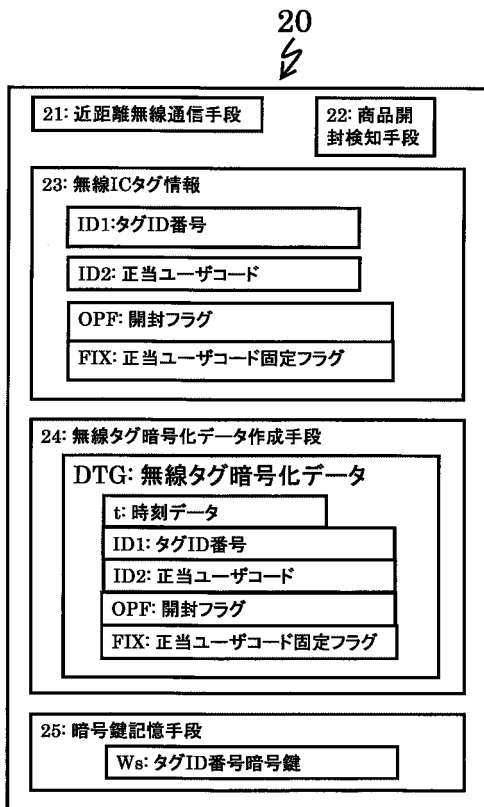 20
21: 近距離無線通信手段
22: 商品開
封検知手段
23: 無線ICタグ情報
ID1:タグID番号
ID2: 正当ユーザコード
OPF: 開封フラグ
FIX: 正当ユーザコード固定フラグ
24: 無線タグ暗号化データ作成手段
DTG: 無線タグ暗号化データ
t: 時刻データ
ID1: タグID番号
ID2: 正当ユーザコード
OPF: 開封フラグ
FIX: 正当ユーザコード固定フラグ
25: 暗号鍵記憶手段
Ws: タグID番号暗号鍵